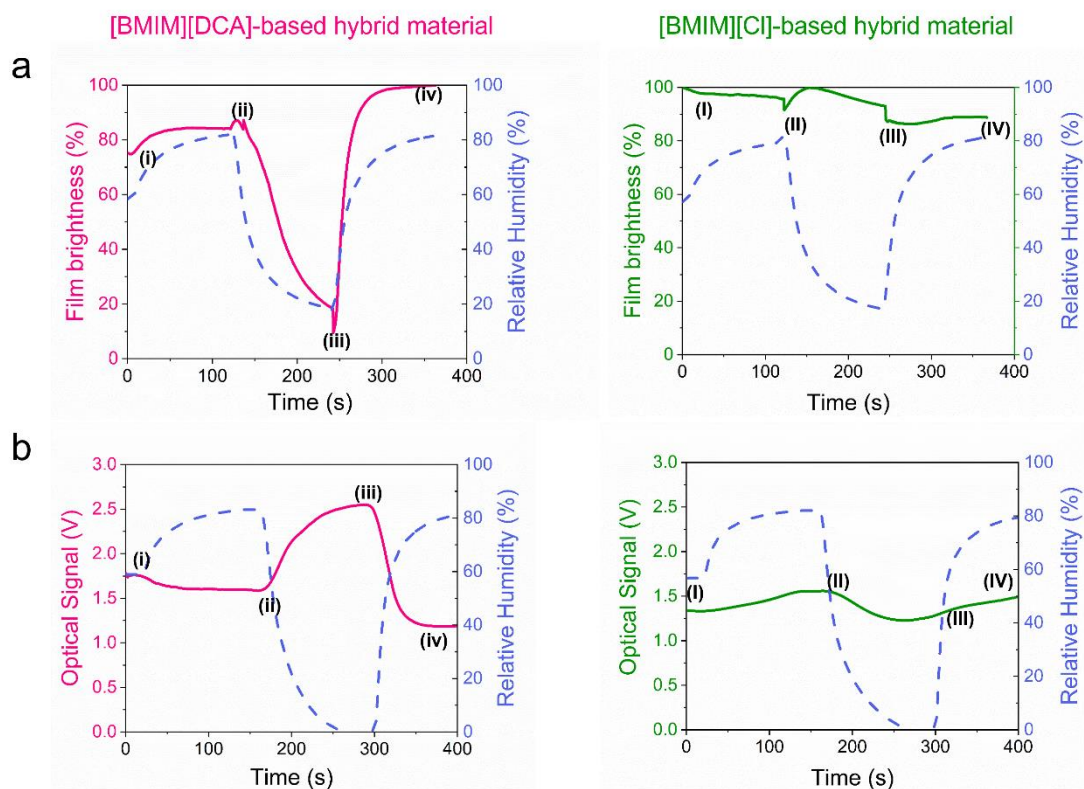 [BMIM][DCA]-based hybrid material
[BMIM][Cl]-based hybrid material
a
Film brightness (%)
100
80
60
40
20
0
0
100
200
300
400
Time (s)
100
80
60
40
20
0
Relative Humidity (%)
(i)
(ii)
(iii)
(iv)
Film brightness (%)
100
80
60
40
20
0
0
100
200
300
400
Time (s)
100
80
60
40
20
0
Relative Humidity (%)
(I)
(II)
(III)
(IV)
b
Optical Signal (V)
3.0
2.5
2.0
1.5
1.0
0.5
0.0
0
100
200
300
400
Time (s)
100
80
60
40
20
0
Relative Humidity (%)
(i)
(ii)
(iii)
(iv)
Optical Signal (V)
3.0
2.5
2.0
1.5
1.0
0.5
0.0
0
100
200
300
400
Time (s)
100
80
60
40
20
0
Relative Humidity (%)
(I)
(II)
(III)
(IV)